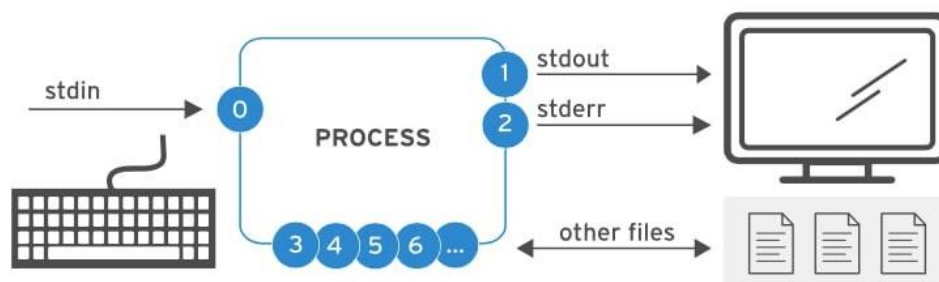 stdin
0
PROCESS
1
stdout
2
stderr
3 4 5 6 ...
other files